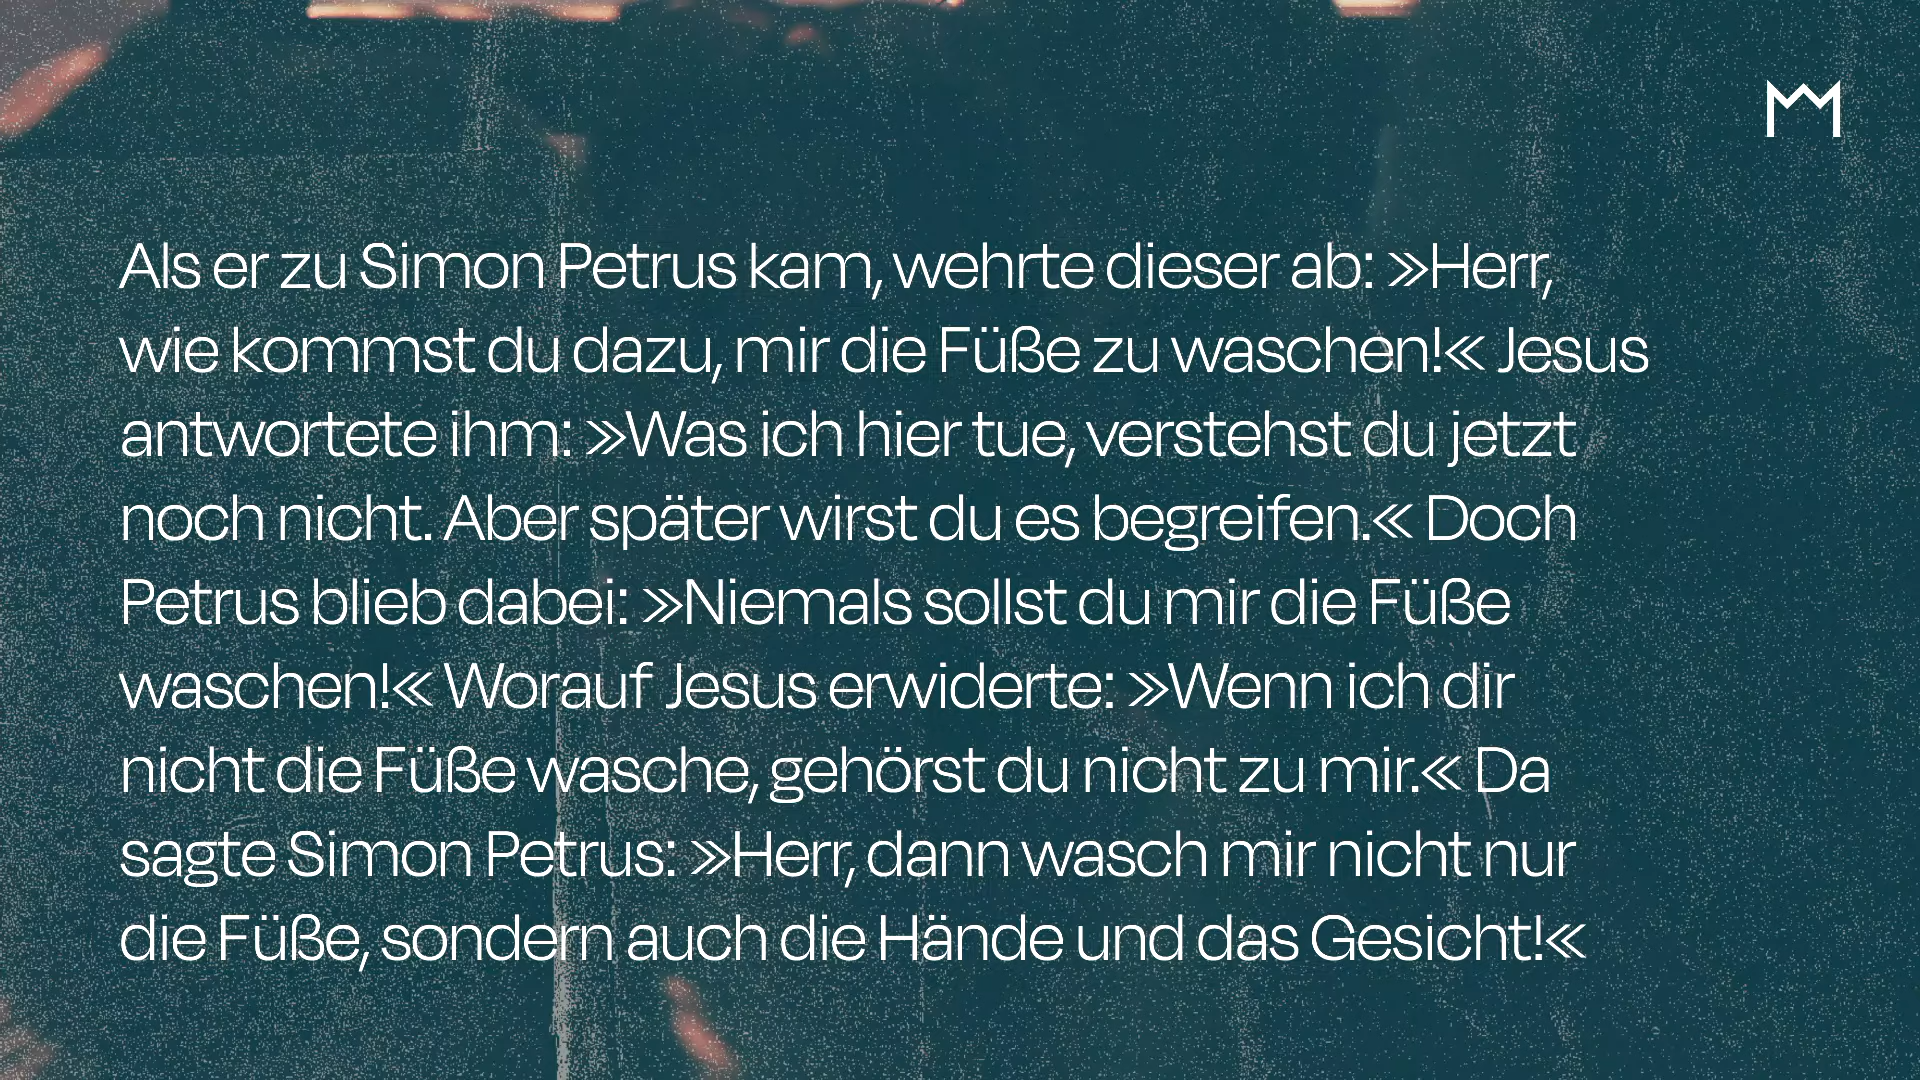 Als er zu Simon Petrus kam, wehrte dieser ab: »Herr,
wie kommst du dazu, mir die Füße zu waschen!« Jesus
antwortete ihm: »Was ich hier tue, verstehst du jetzt
noch nicht. Aber später wirst du es begreifen.« Doch
Petrus blieb dabei: »Niemals sollst du mir die Füße
waschen!« Worauf Jesus erwiderte: »Wenn ich dir
nicht die Füße wasche, gehörst du nicht zu mir.« Da
sagte Simon Petrus: »Herr, dann wasch mir nicht nur
die Füße, sondern auch die Hände und das Gesicht!«